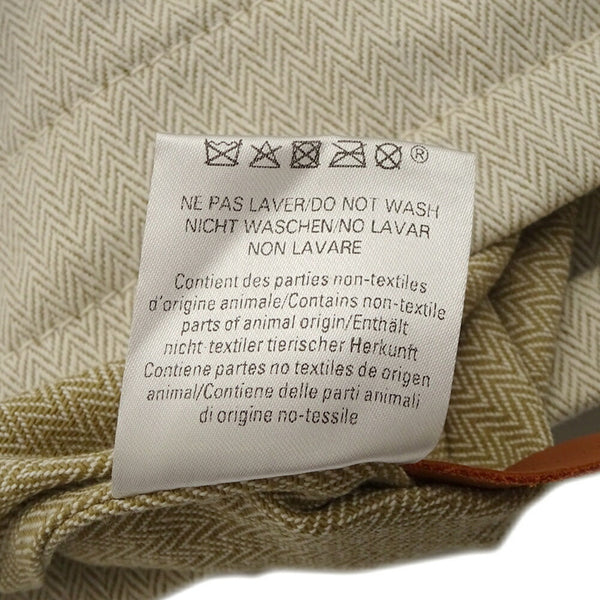 ®
NE PAS LAVER/DO NOT WASH
NICHT WASCHEN/NO LAVAR
NON LAVARE
Contient des parties non-textiles
d'origine animale/Contains non-textile
parts of animal origin/Enthält
nicht-textiler tierischer Herkunft
Contiene partes no textiles de origen
animal/Contiene delle parti animali
di origine no-tessile